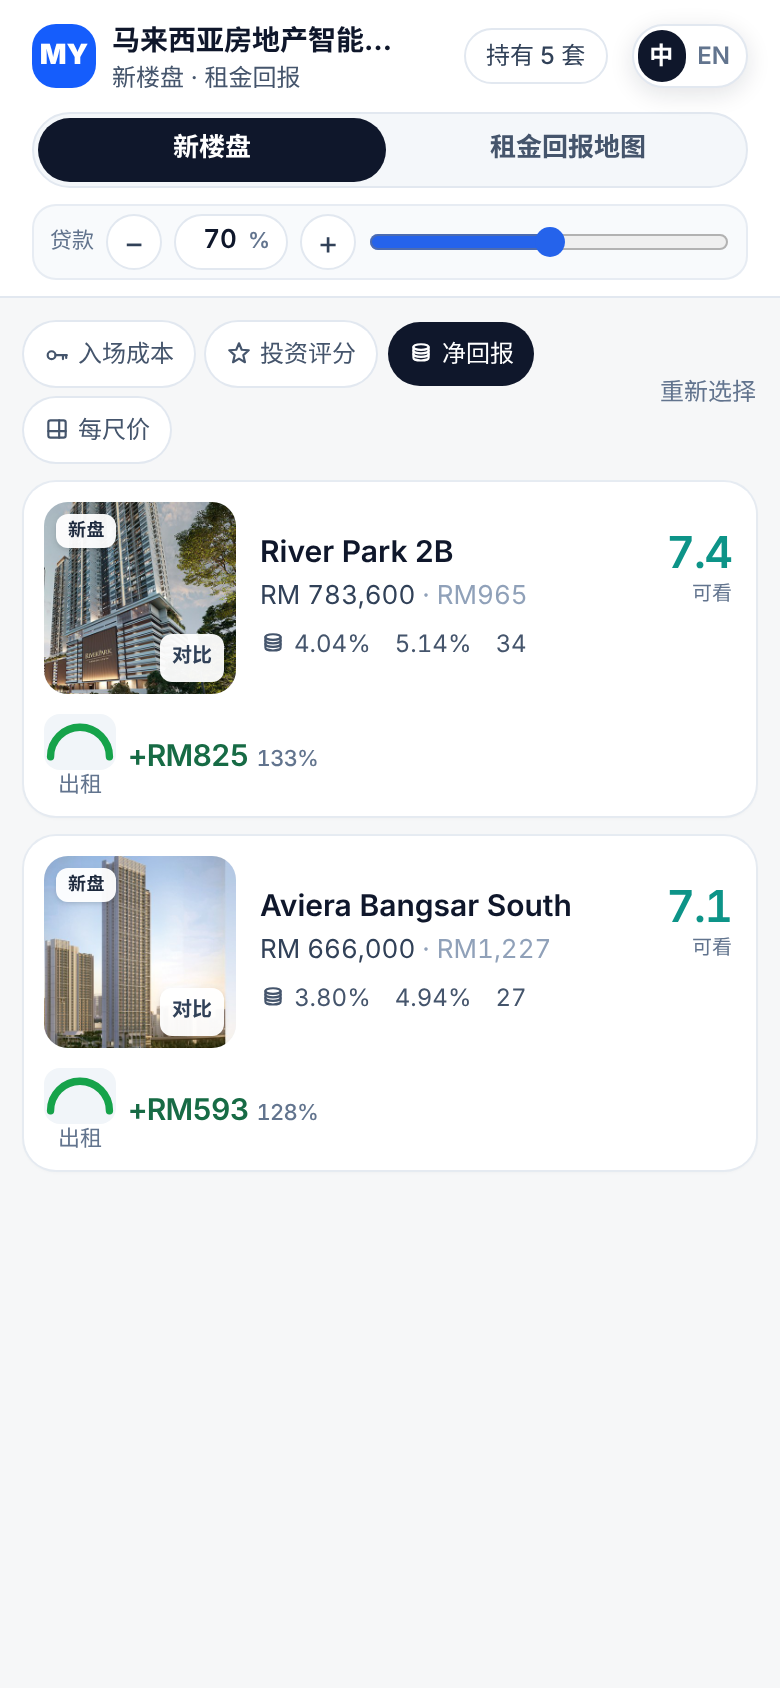 MY
马来西亚房地产智能...
新楼盘 · 租金回报
持有 5 套
中 EN
新楼盘
租金回报地图
贷款 − 70 % +
入场成本
投资评分
净回报
重新选择
每尺价
新盘
RIVER PARK
对比
River Park 2B
RM 783,600 · RM965
4.04% 5.14% 34
7.4
可看
出租
+RM825 133%
新盘
对比
Aviera Bangsar South
RM 666,000 · RM1,227
3.80% 4.94% 27
7.1
可看
出租
+RM593 128%